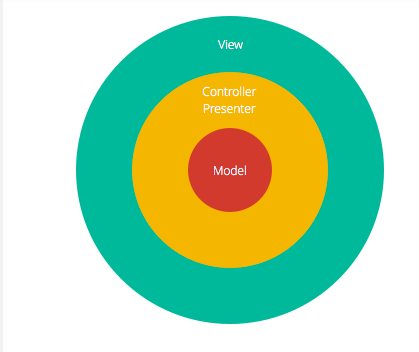 View
Controller
Presenter
Model